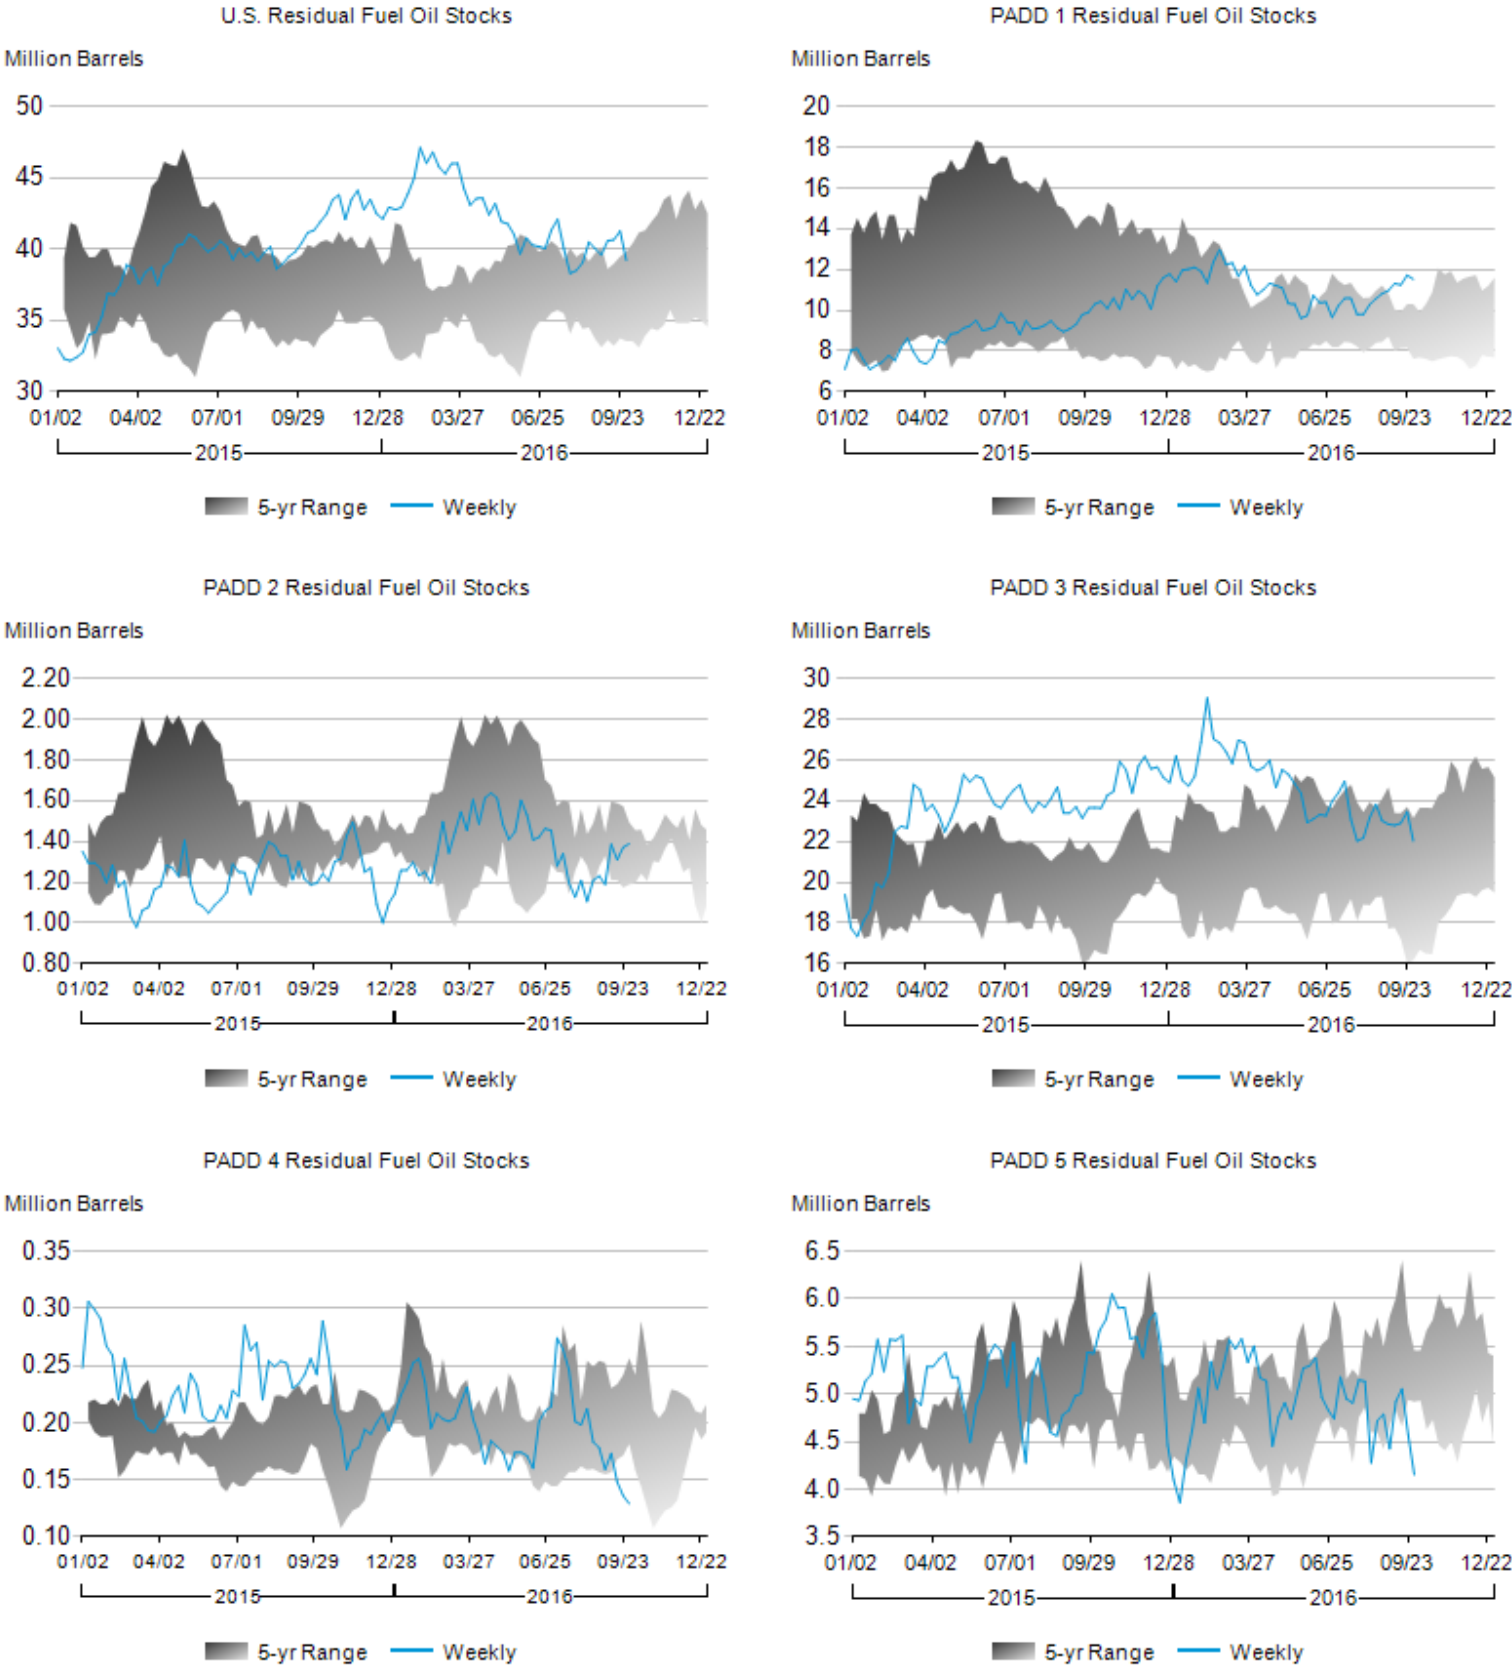 U.S. Residual Fuel Oil Stocks
Million Barrels
50
45
40
35
30
01/02 04/02 07/01 09/29 12/28 03/27 06/25 09/23 12/22
2015 2016
5-yr Range Weekly
PADD 1 Residual Fuel Oil Stocks
Million Barrels
20
18
16
14
12
10
8
6
01/02 04/02 07/01 09/29 12/28 03/27 06/25 09/23 12/22
2015 2016
5-yr Range Weekly
PADD 2 Residual Fuel Oil Stocks
Million Barrels
2.20
2.00
1.80
1.60
1.40
1.20
1.00
0.80
01/02 04/02 07/01 09/29 12/28 03/27 06/25 09/23 12/22
2015 2016
5-yr Range Weekly
PADD 3 Residual Fuel Oil Stocks
Million Barrels
30
28
26
24
22
20
18
16
01/02 04/02 07/01 09/29 12/28 03/27 06/25 09/23 12/22
2015 2016
5-yr Range Weekly
PADD 4 Residual Fuel Oil Stocks
Million Barrels
0.35
0.30
0.25
0.20
0.15
0.10
01/02 04/02 07/01 09/29 12/28 03/27 06/25 09/23 12/22
2015 2016
5-yr Range Weekly
PADD 5 Residual Fuel Oil Stocks
Million Barrels
6.5
6.0
5.5
5.0
4.5
4.0
3.5
01/02 04/02 07/01 09/29 12/28 03/27 06/25 09/23 12/22
2015 2016
5-yr Range Weekly